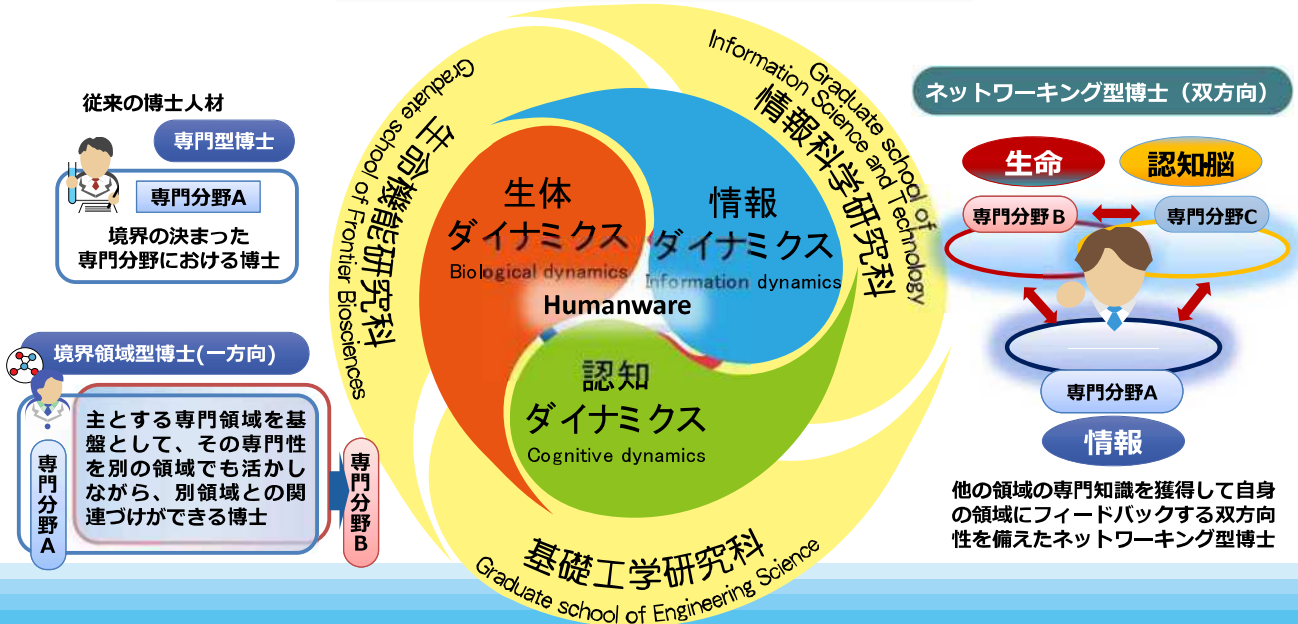 従来の博士人材
専門型博士
専門分野A
境界の決まった
専門分野における博士
境界領域型博士(一方向)
主とする専門領域を基
盤として、その専門性
を別の領域でも活かし
ながら、別領域との関
連づけができる博士
専門分野A
専門分野B
Graduate school of Frontier Biosciences
生命機能研究科
Graduate school of
Information Science and Technology
情報科学研究科
生体
ダイナミクス
Biological dynamics
情報
ダイナミクス
Information dynamics
Humanware
認知
ダイナミクス
Cognitive dynamics
基礎工学研究科
Graduate school of Engineering Science
ネットワーキング型博士（双方向）
生命
認知脳
専門分野B
専門分野C
専門分野A
情報
他の領域の専門知識を獲得して自身
の領域にフィードバックする双方向
性を備えたネットワーキング型博士